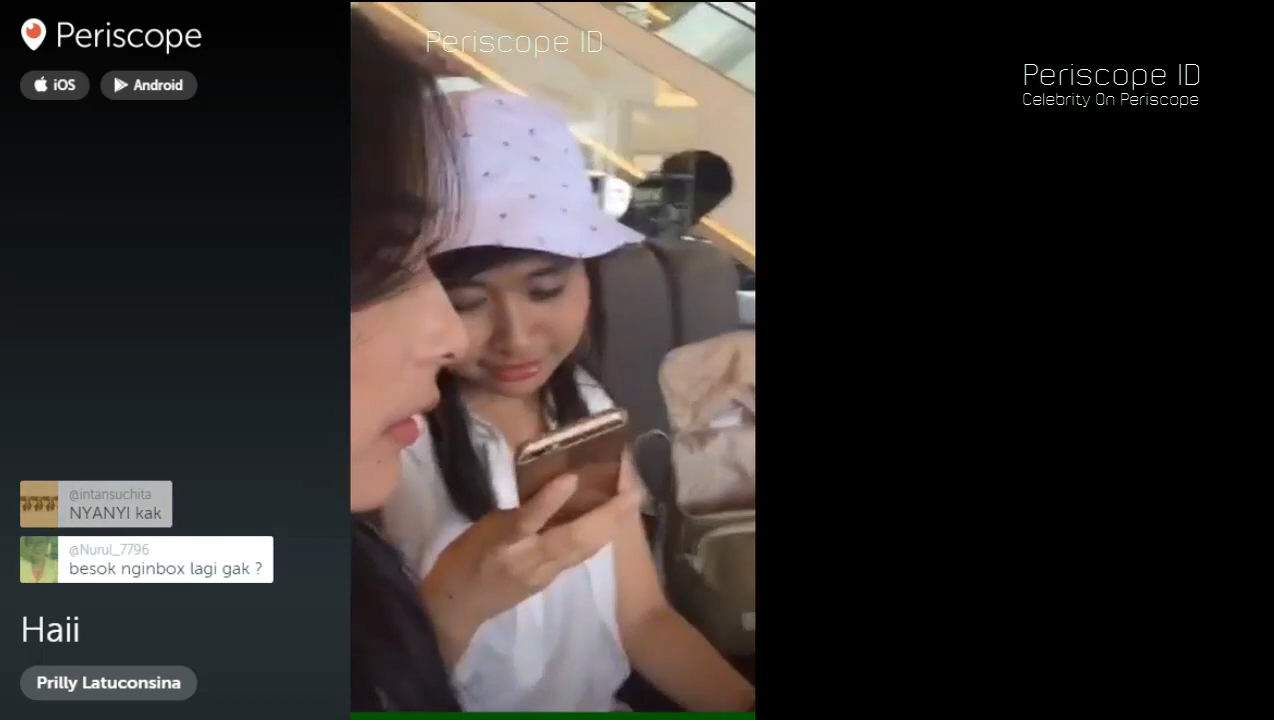 Periscope
iOS
Android
Periscope ID
Periscope ID
Celebrity On Periscope
@intansuchita
NYANYI kak
@Nurul_7796
besok nginbox lagi gak ?
Haii
Prilly Latuconsina